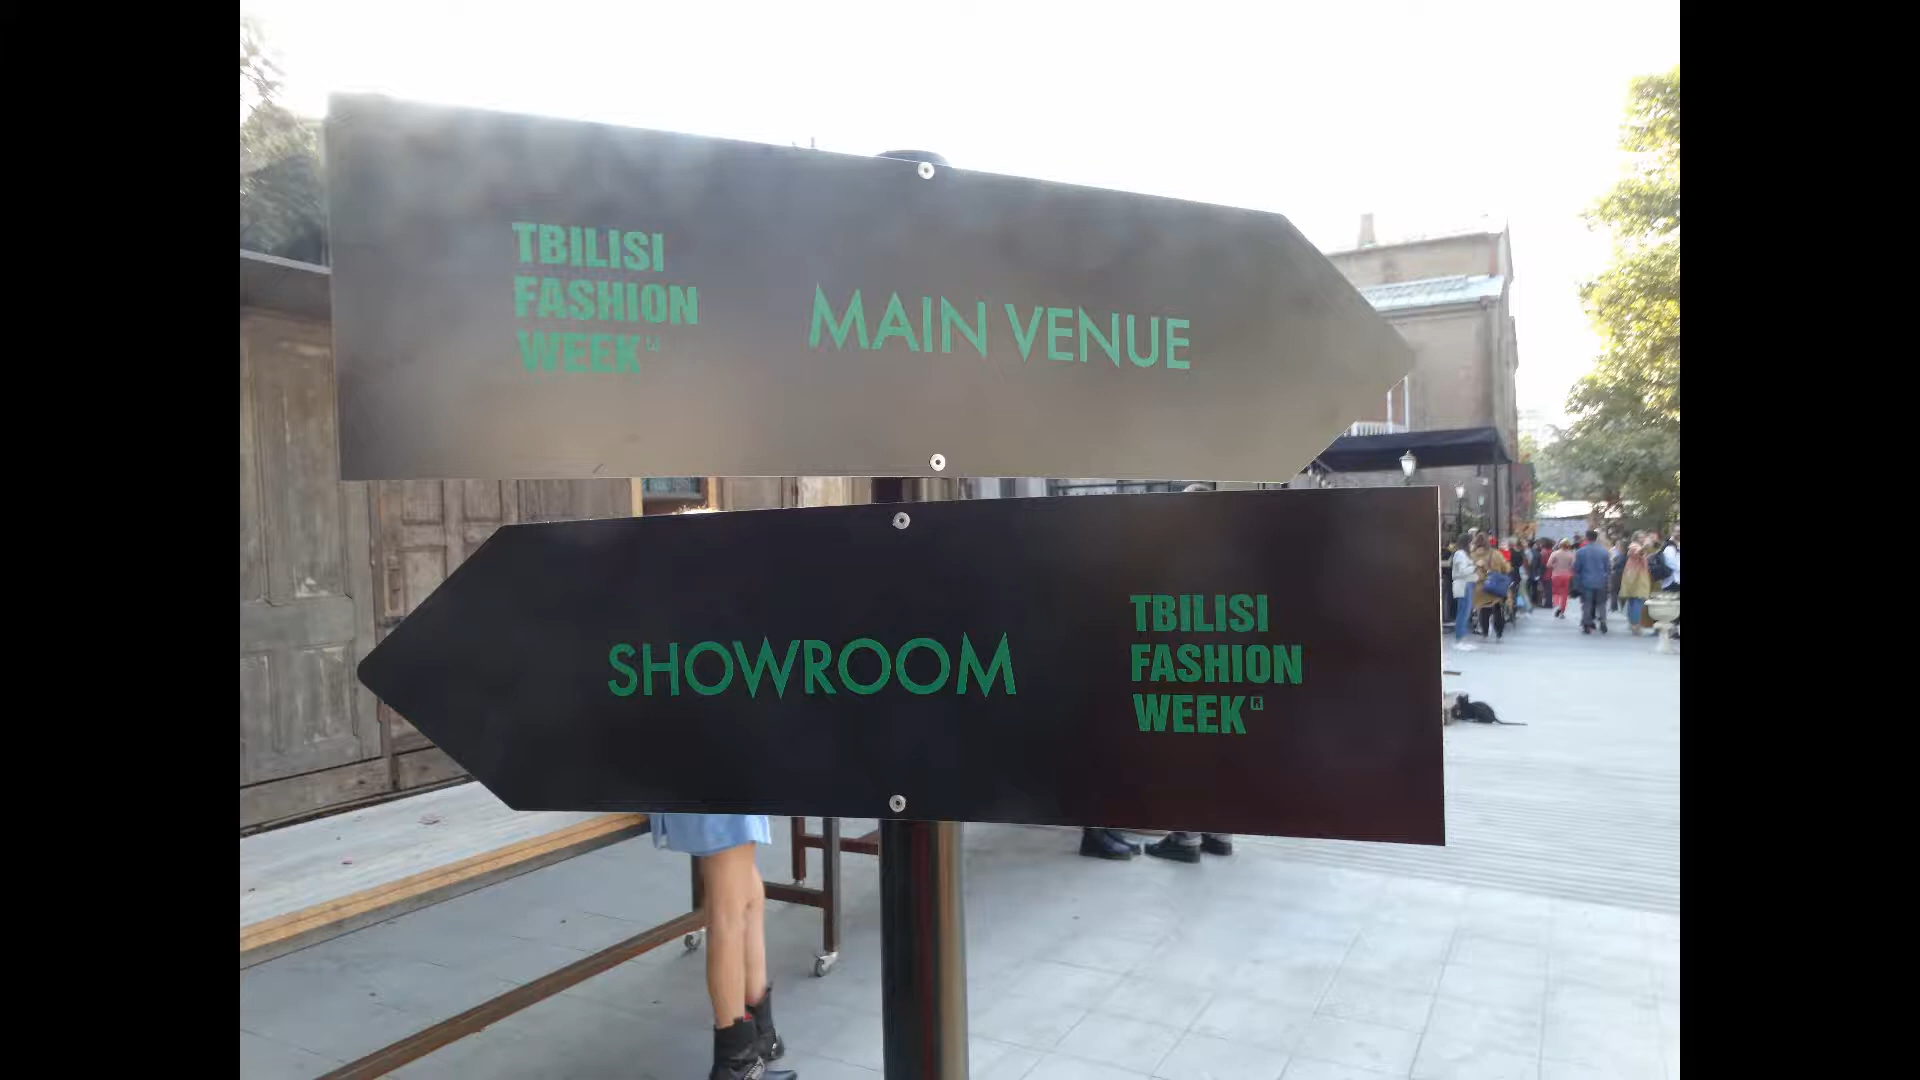 TBILISI
FASHION
WEEK
MAIN VENUE
SHOWROOM
TBILISI
FASHION
WEEK®